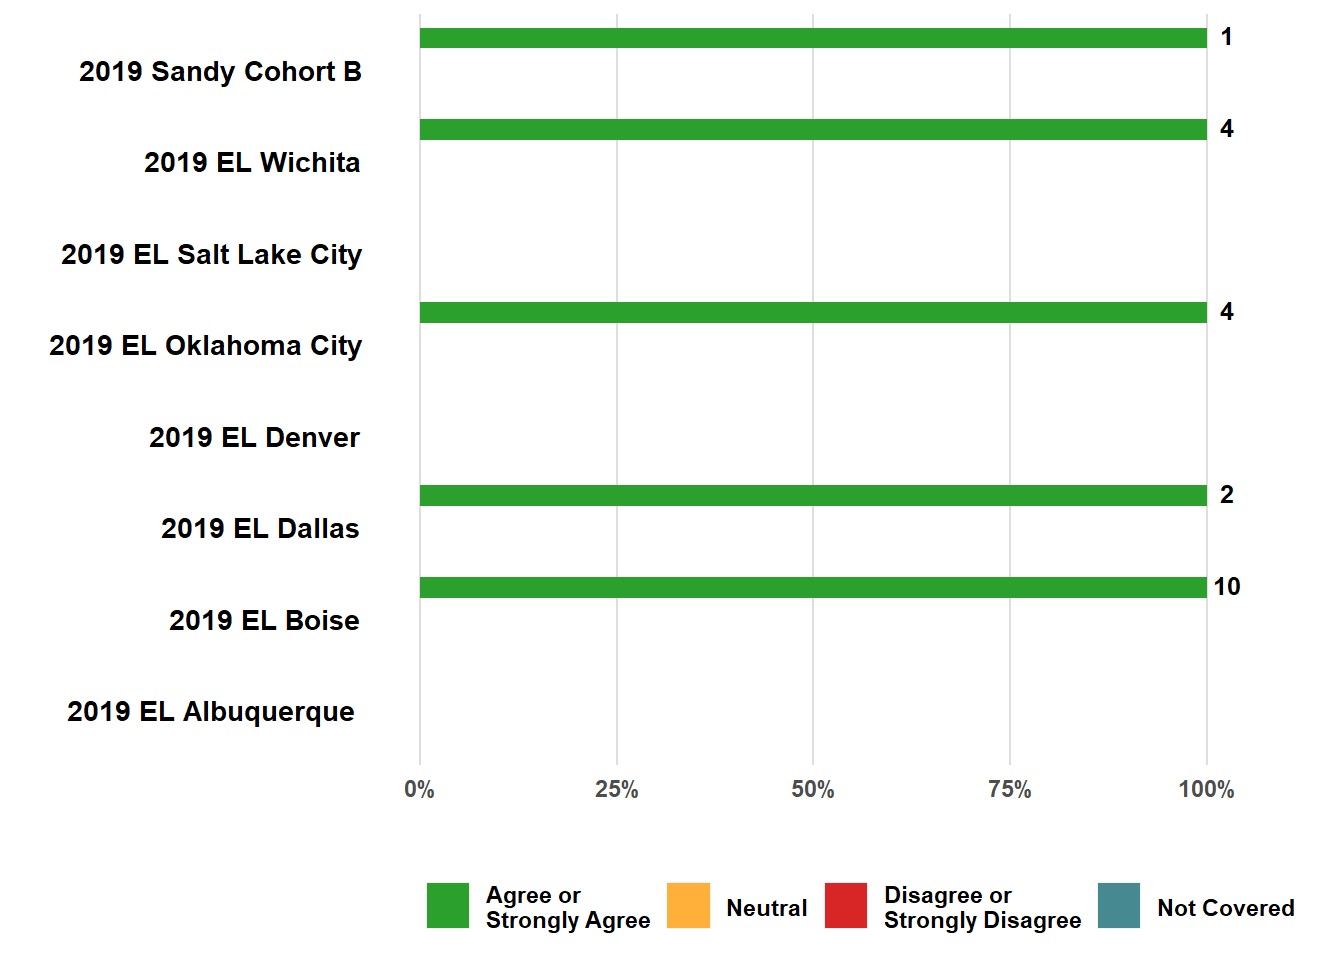 1
2019 Sandy Cohort B
4
2019 EL Wichita
2019 EL Salt Lake City
4
2019 EL Oklahoma City
2019 EL Denver
2
2019 EL Dallas
10
2019 EL Boise
2019 EL Albuquerque
0% 25% 50% 75% 100%
Agree or
Strongly Agree
Neutral
Disagree or
Strongly Disagree
Not Covered